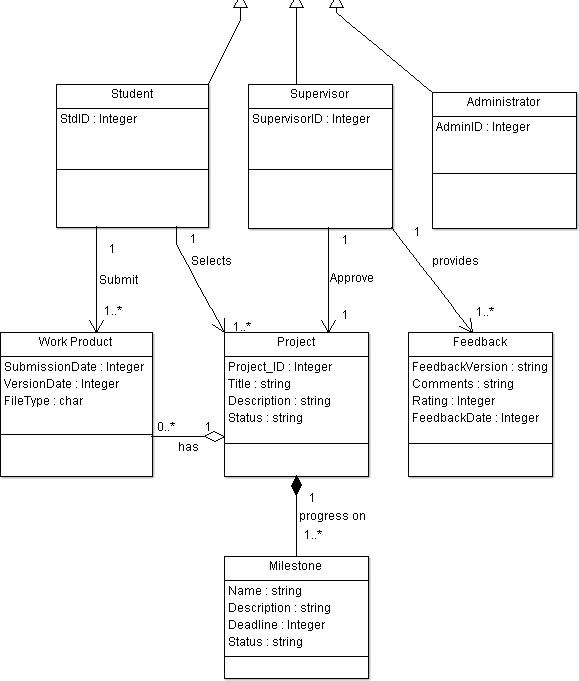 Student
StdID : Integer
Supervisor
SupervisorID : Integer
Administrator
AdminID : Integer
1
Submit
1..*
1
Selects
1..*
1
Approve
1
1
provides
1..*
Work Product
SubmissionDate : Integer
VersionDate : Integer
FileType : char
Project
Project_ID : Integer
Title : string
Description : string
Status : string
Feedback
FeedbackVersion : string
Comments : string
Rating : Integer
FeedbackDate : Integer
0..*
1
has
1
progress on
1..*
Milestone
Name : string
Description : string
Deadline : Integer
Status : string